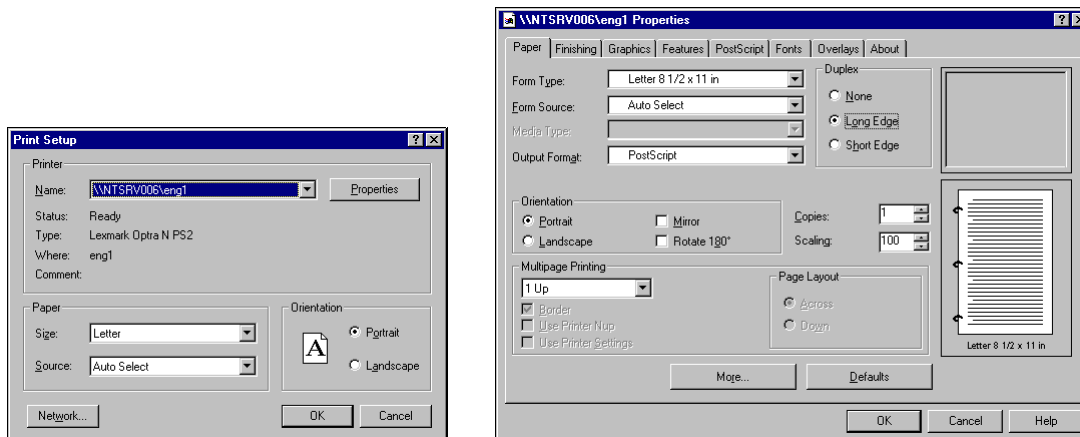 Print Setup
Printer
Name: \\NTSRV006\eng1 Properties
Status: Ready
Type: Lexmark Optra N PS2
Where: eng1
Comment:
Paper
Size: Letter
Source: Auto Select
Orientation
A
Portrait
Landscape
Network... OK Cancel
\\NTSRV006\eng1 Properties
Paper Finishing Graphics Features PostScript Fonts Overlays About
Form Type: Letter 8 1/2 x 11 in
Form Source: Auto Select
Media Type:
Output Format: PostScript
Duplex
None
Long Edge
Short Edge
Orientation
Portrait Mirror
Landscape Rotate 180°
Copies: 1
Scaling: 100
Multipage Printing
1 Up
Border
Use Printer Nup
Use Printer Settings
Page Layout
Across
Down
Letter 8 1/2 x 11 in
More... Defaults
OK Cancel Help